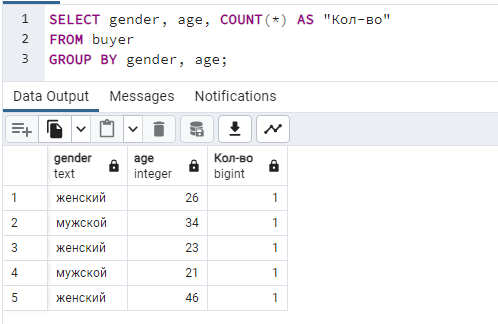 1 SELECT gender, age, COUNT(*) AS "Кол-во"
2 FROM buyer
3 GROUP BY gender, age;
Data Output Messages Notifications
gender age Кол-во
text integer bigint
1 женский 26 1
2 мужской 34 1
3 женский 23 1
4 мужской 21 1
5 женский 46 1